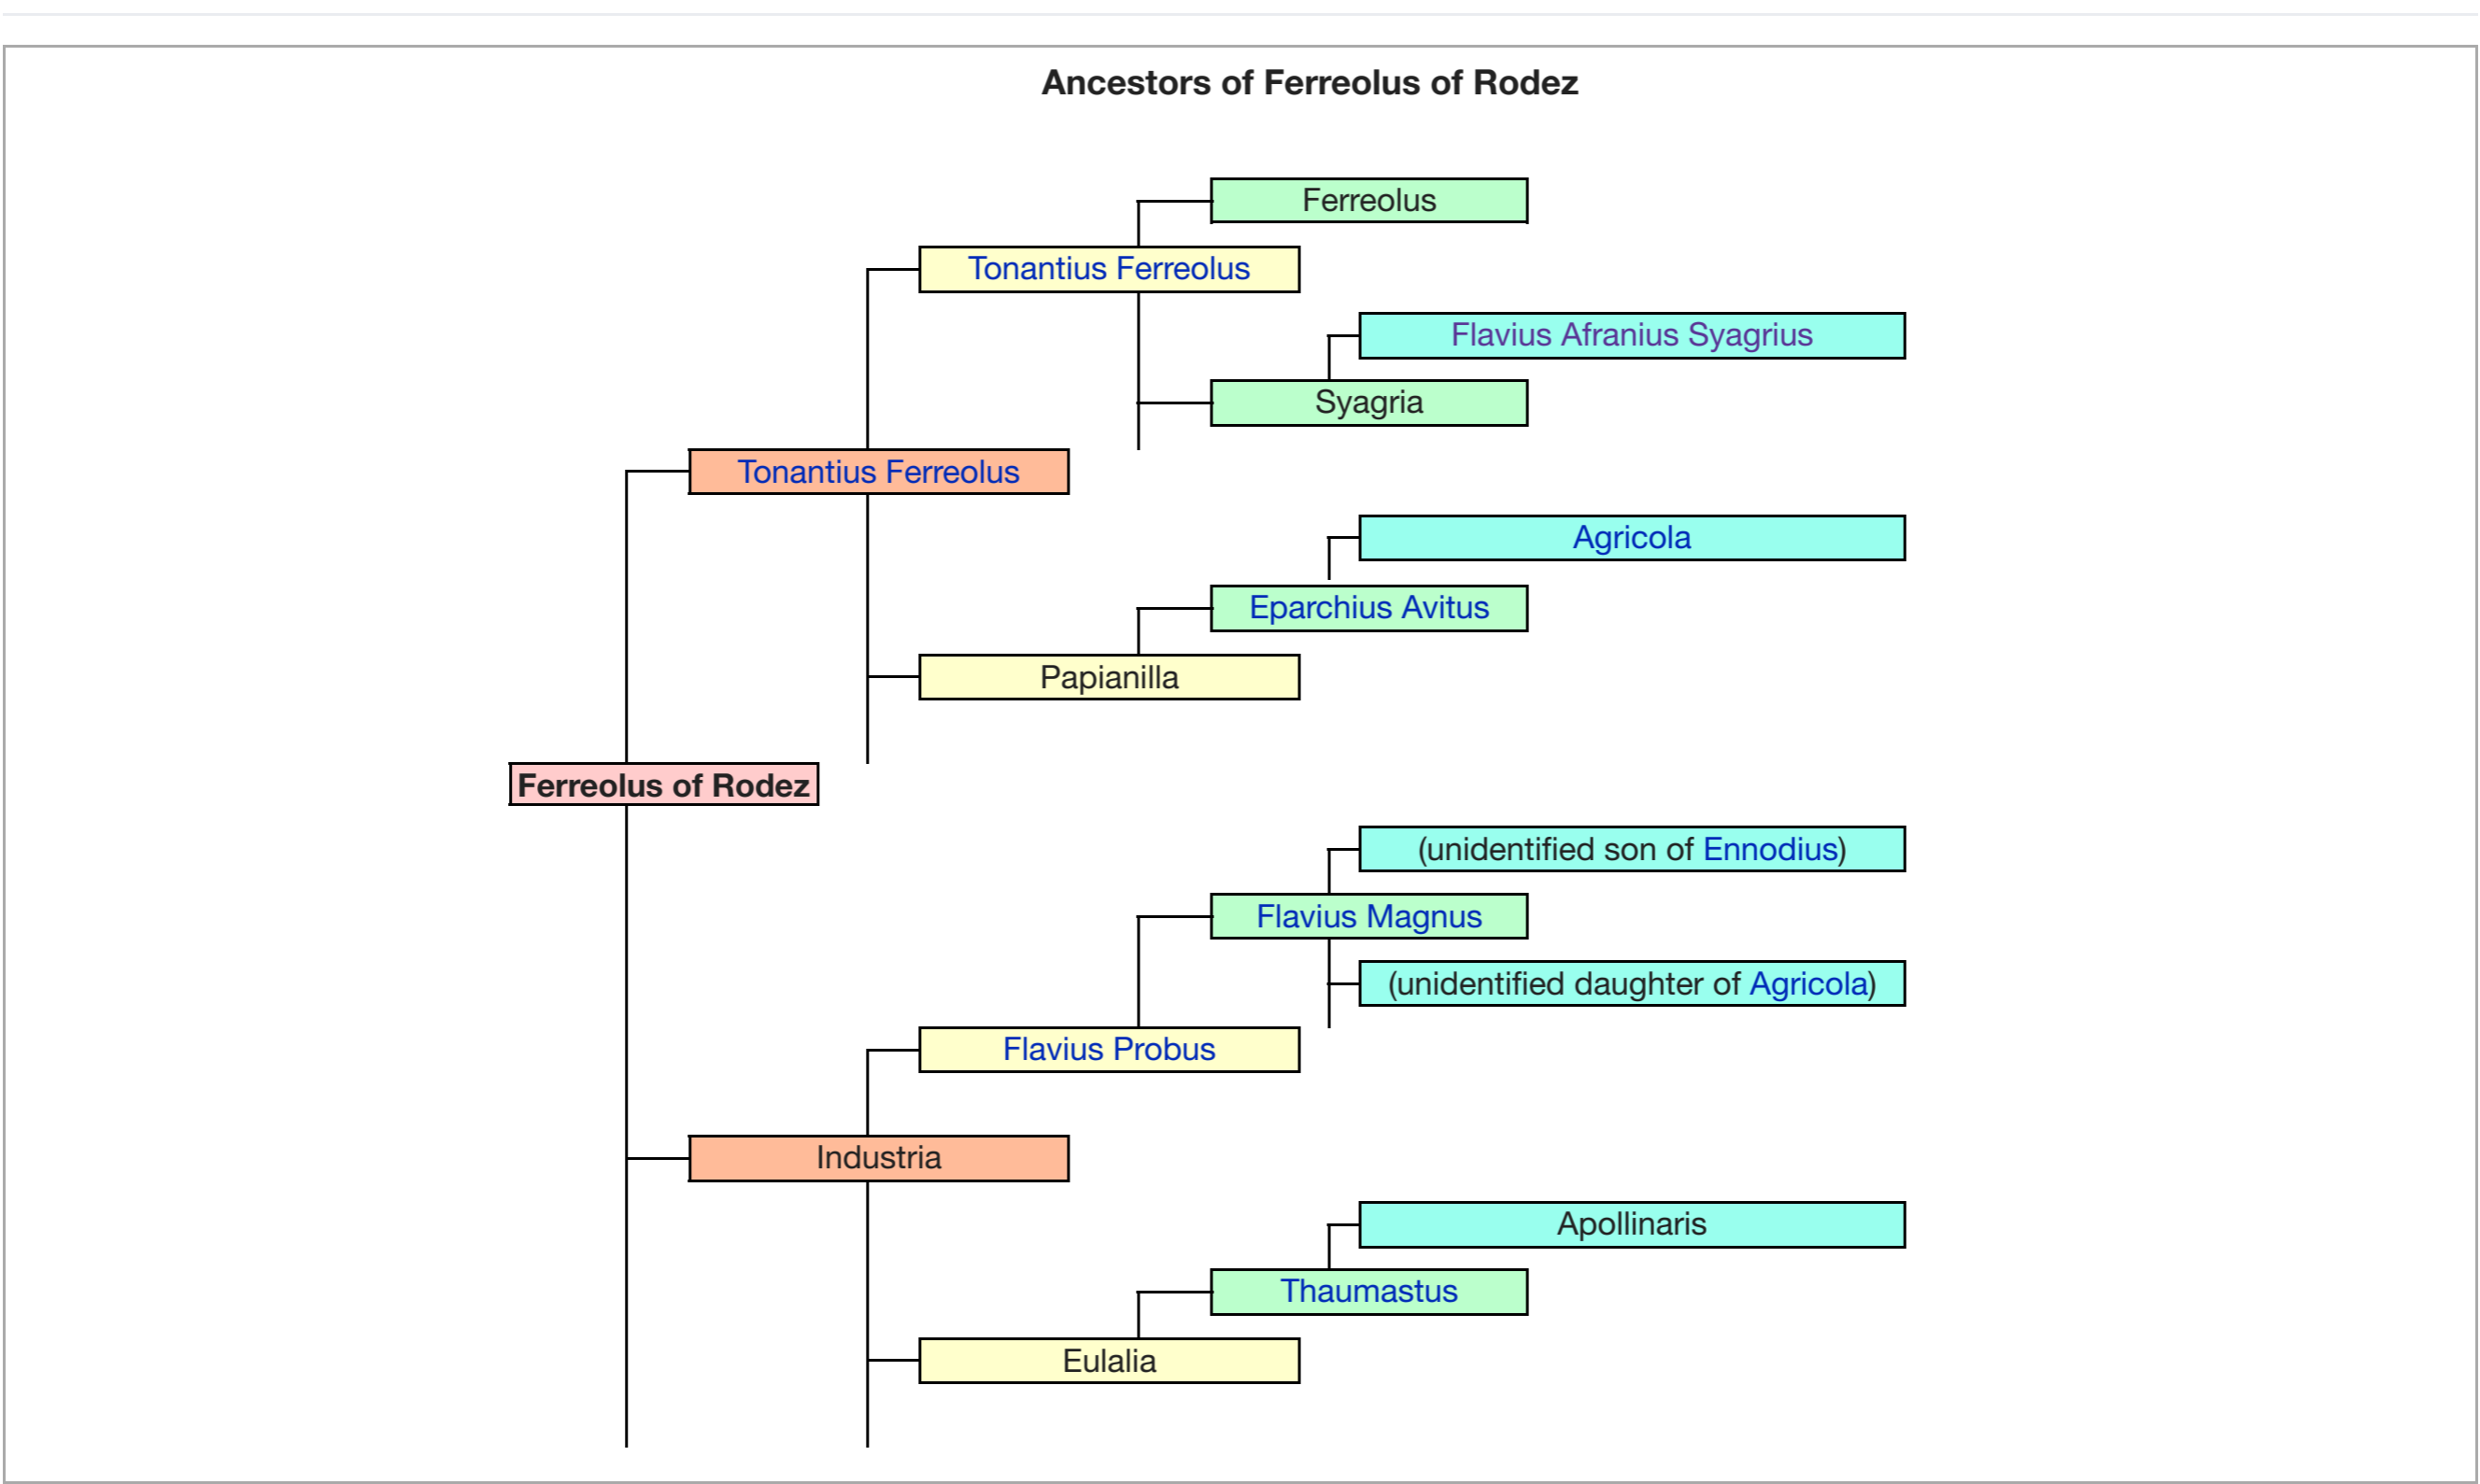 Ancestors of Ferreolus of Rodez
Ferreolus
Tonantius Ferreolus
Flavius Afranius Syagrius
Syagria
Tonantius Ferreolus
Agricola
Eparchius Avitus
Papianilla
Ferreolus of Rodez
(unidentified son of Ennodius)
Flavius Magnus
(unidentified daughter of Agricola)
Flavius Probus
Industria
Apollinaris
Thaumastus
Eulalia